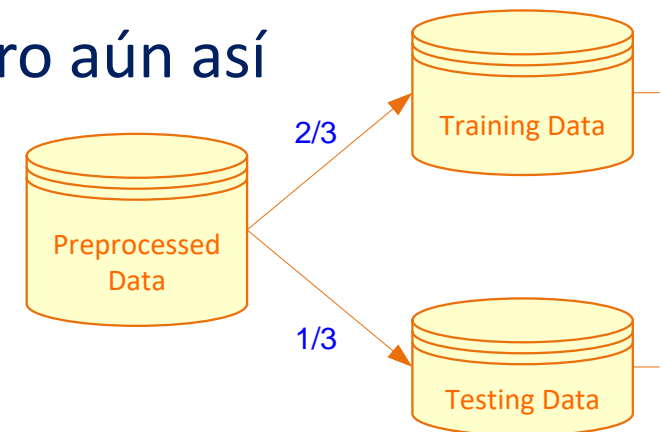 ro aún así
2/3
Training Data
Preprocessed
Data
1/3
Testing Data